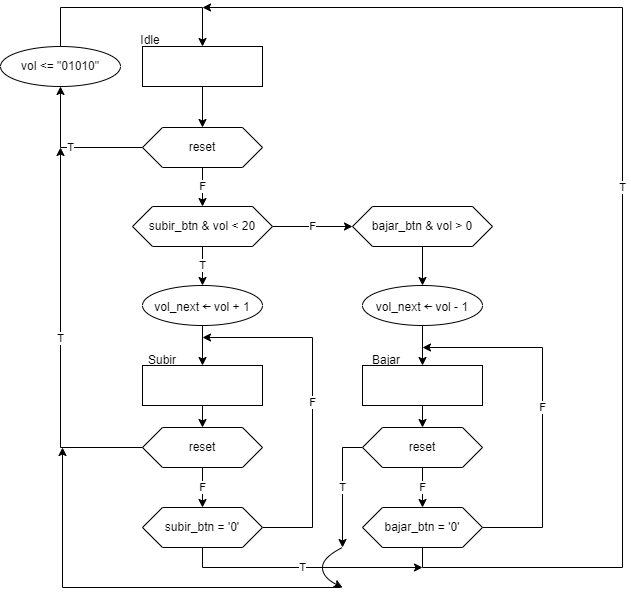 Idle
vol <= "01010"
reset
T
F
T
subir_btn & vol < 20
F
bajar_btn & vol > 0
T
vol_next ← vol + 1
vol_next ← vol - 1
T
Subir
Bajar
F
F
reset
reset
F
T
F
subir_btn = '0'
bajar_btn = '0'
T